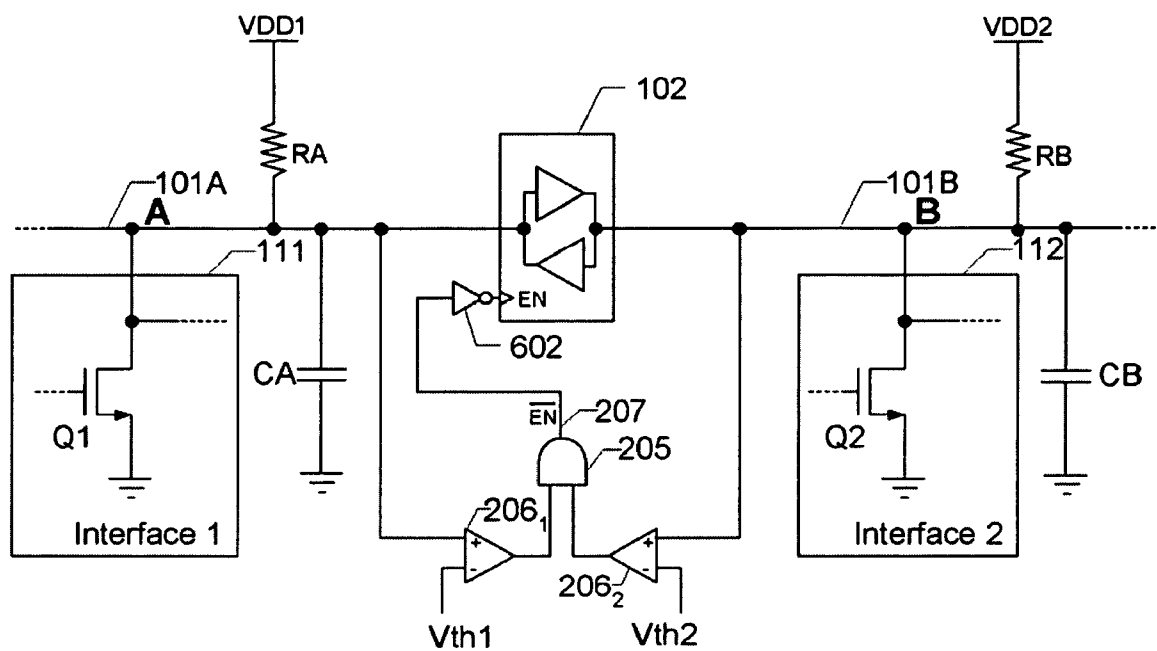 VDD1
VDD2
102
RA
RB
101A
A
101B
B
111
112
EN
602
CA
CB
Q1
Q2
EN
207
205
Interface 1
206₁
206₂
Interface 2
+
-
+
-
Vth1
Vth2